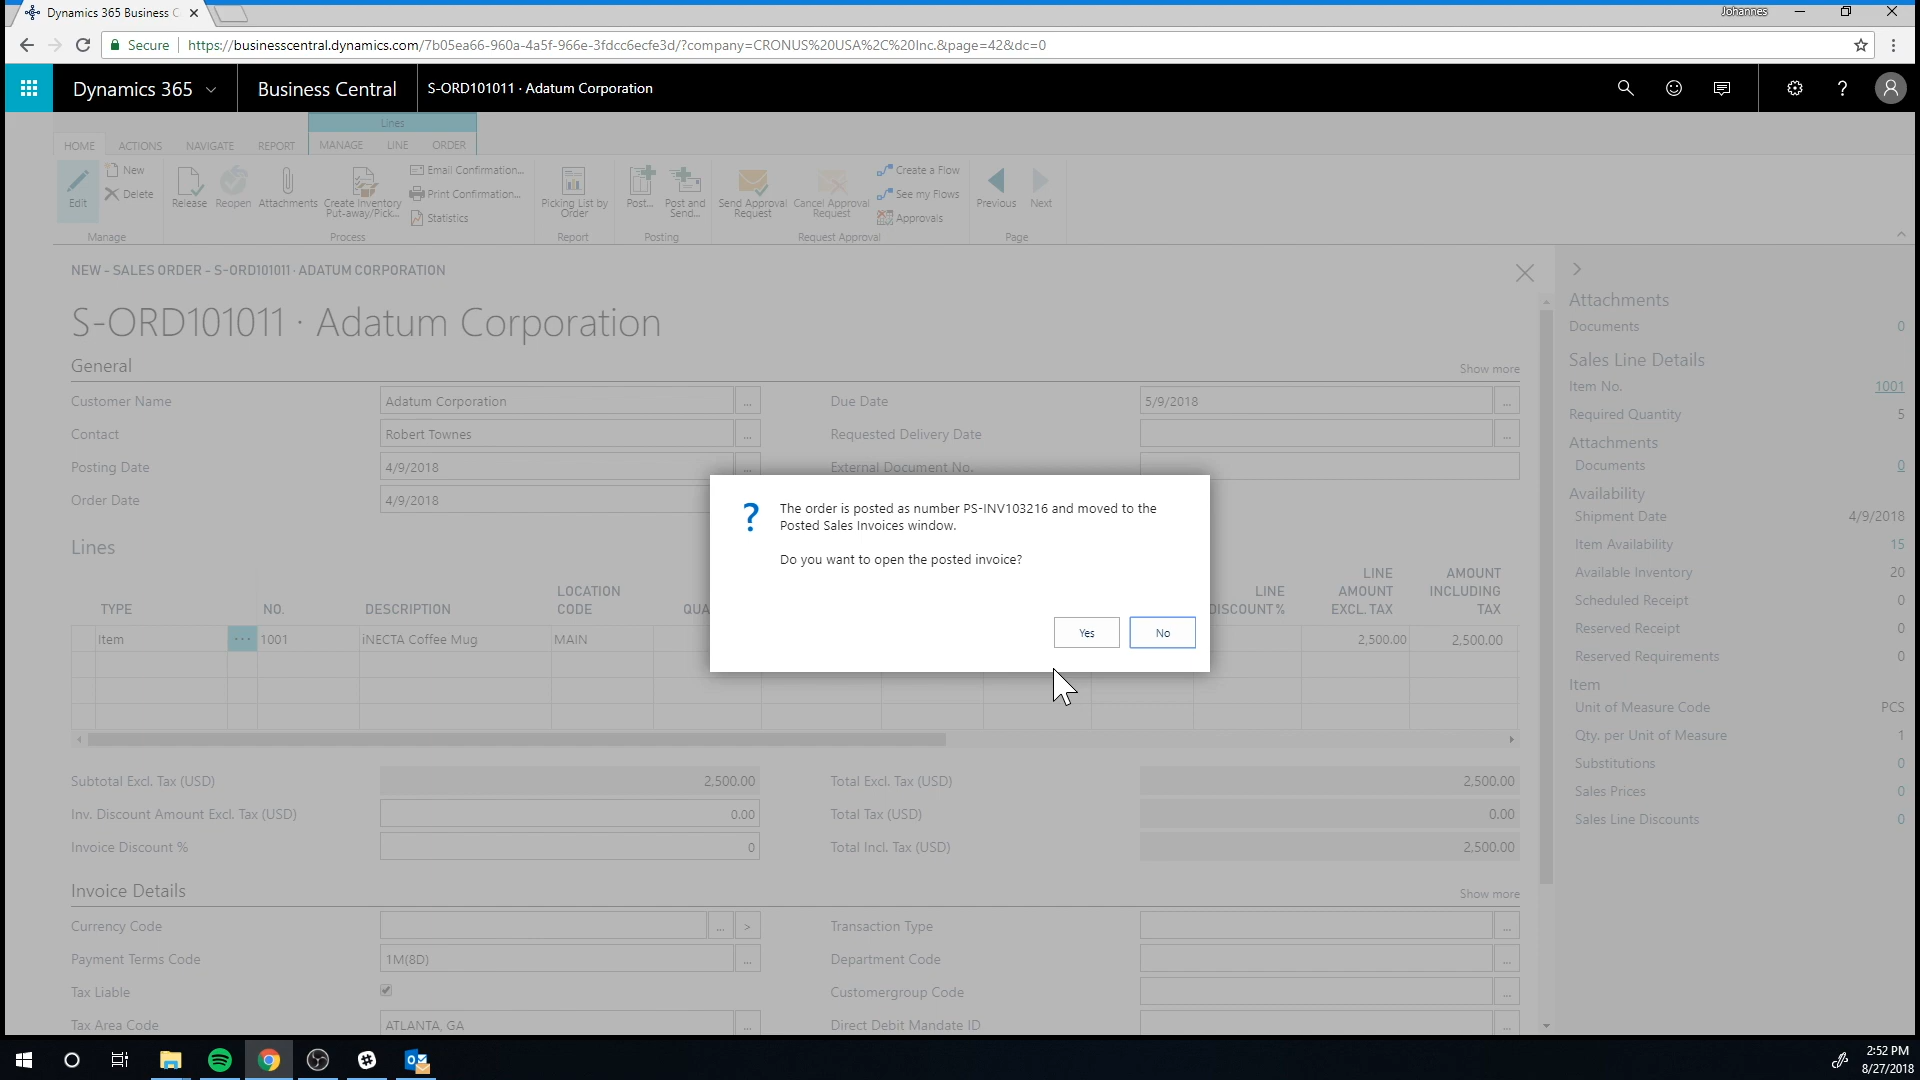 Dynamics 365 Business C
Johannes
Secure https://businesscentral.dynamics.com/7b05ea66-960a-4a5f-966e-3fdcc6ecfe3d/?company=CRONUS%20USA%2C%20Inc.&page=42&dc=0
Dynamics 365 Business Central S-ORD101011 · Adatum Corporation
Lines
HOME ACTIONS NAVIGATE REPORT MANAGE LINE ORDER
Edit
New
Delete
Manage
Release
Reopen
Attachments
Create Inventory
Put-away/Pick...
Email Confirmation...
Print Confirmation...
Statistics
Process
Picking List by
Order
Report
Post...
Post and
Send...
Posting
Send Approval
Request
Cancel Approval
Request
Create a Flow
See my Flows
Approvals
Request Approval
Previous
Next
Page
NEW - SALES ORDER - S-ORD101011 · ADATUM CORPORATION
S-ORD101011 · Adatum Corporation
General
Show more
Customer Name Adatum Corporation ...
Due Date 5/9/2018 ...
Contact Robert Townes ...
Requested Delivery Date ...
Posting Date 4/9/2018 ...
External Document No.
Order Date 4/9/2018
The order is posted as number PS-INV103216 and moved to the
Posted Sales Invoices window.
Do you want to open the posted invoice?
Yes No
Lines
TYPE
NO.
DESCRIPTION
LOCATION
CODE
QUA
LINE
DISCOUNT %
LINE
AMOUNT
EXCL. TAX
AMOUNT
INCLUDING
TAX
Item ... 1001 iNECTA Coffee Mug MAIN 2,500.00 2,500.00
Subtotal Excl. Tax (USD) 2,500.00
Total Excl. Tax (USD) 2,500.00
Inv. Discount Amount Excl. Tax (USD) 0.00
Total Tax (USD) 0.00
Invoice Discount % 0
Total Incl. Tax (USD) 2,500.00
Invoice Details
Show more
Currency Code ... >
Transaction Type ...
Payment Terms Code 1M(8D) ...
Department Code ...
Tax Liable
Customergroup Code ...
Tax Area Code ATLANTA, GA ...
Direct Debit Mandate ID ...
Attachments
Documents 0
Sales Line Details
Item No. 1001
Required Quantity 5
Attachments
Documents 0
Availability
Shipment Date 4/9/2018
Item Availability 15
Available Inventory 20
Scheduled Receipt 0
Reserved Receipt 0
Reserved Requirements 0
Item
Unit of Measure Code PCS
Qty. per Unit of Measure 1
Substitutions 0
Sales Prices 0
Sales Line Discounts 0
2:52 PM
8/27/2018